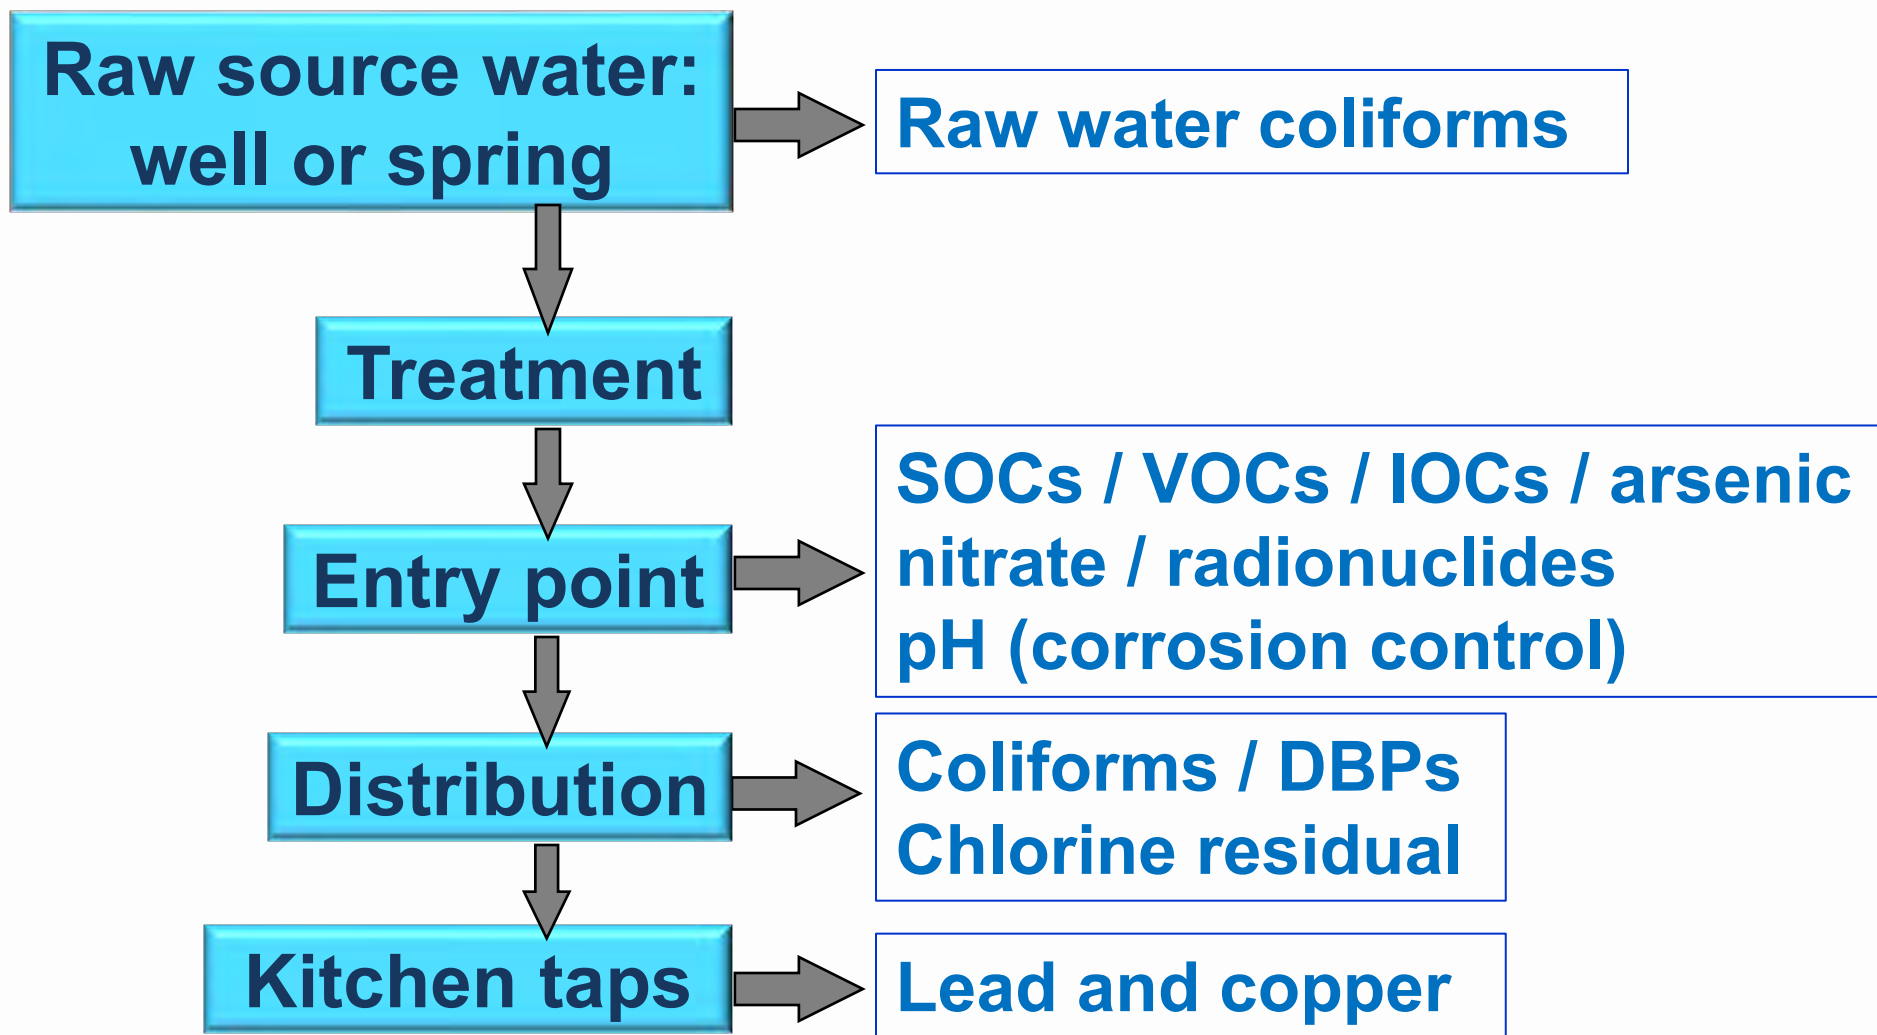 Raw source water:
well or spring
Raw water coliforms
Treatment
Entry point
SOCs / VOCs / IOCs / arsenic
nitrate / radionuclides
pH (corrosion control)
Distribution
Coliforms / DBPs
Chlorine residual
Kitchen taps
Lead and copper